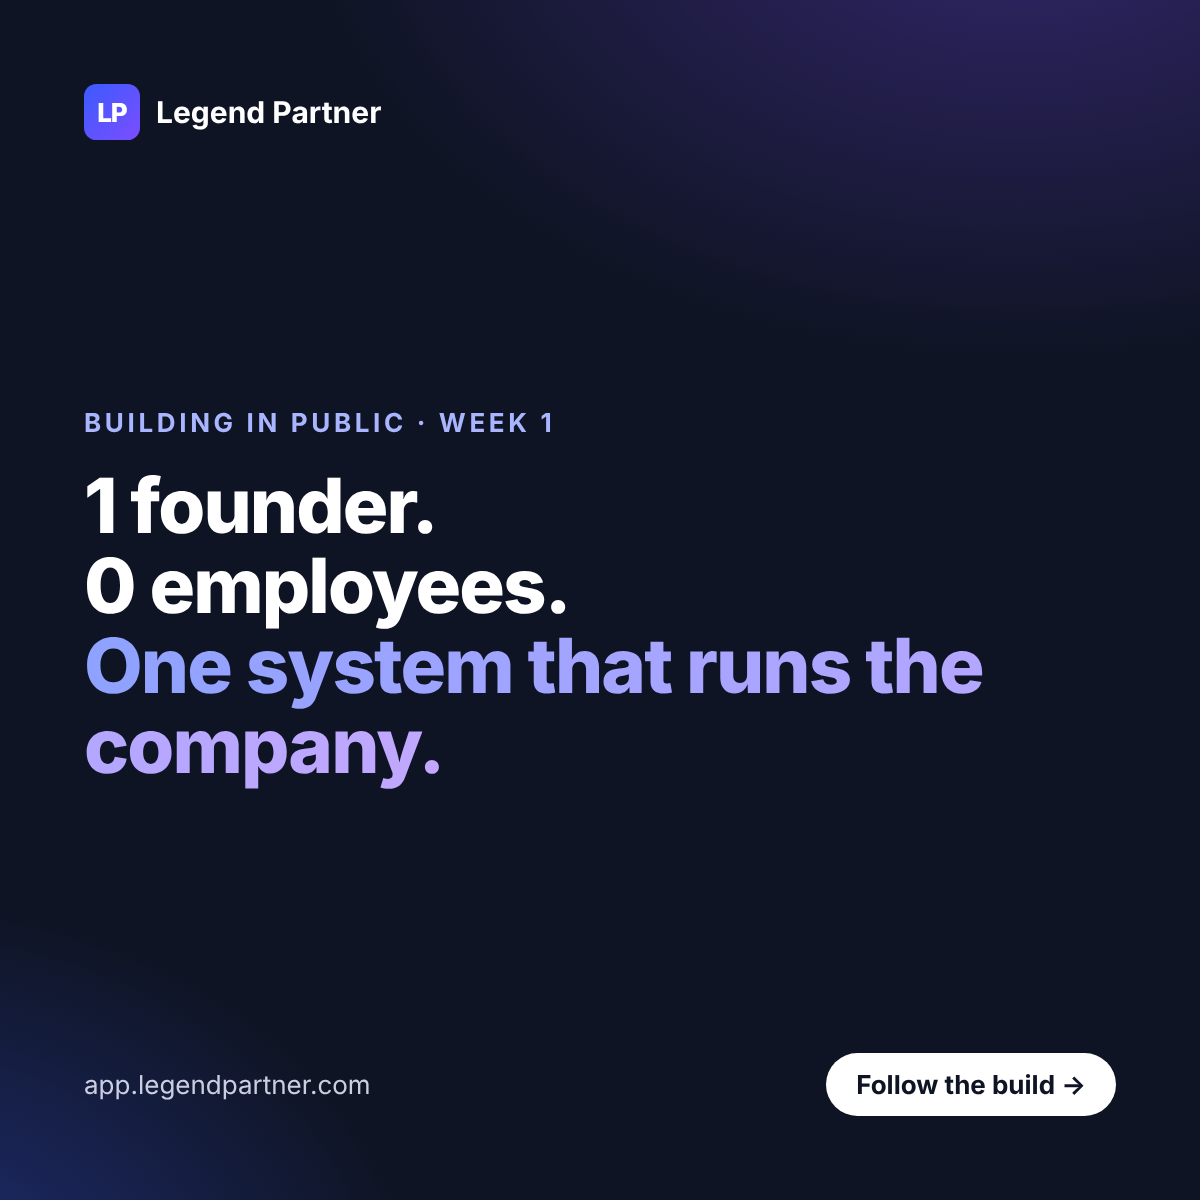 LP
Legend Partner
BUILDING IN PUBLIC · WEEK 1
1 founder.
0 employees.
One system that runs the
company.
app.legendpartner.com
Follow the build →